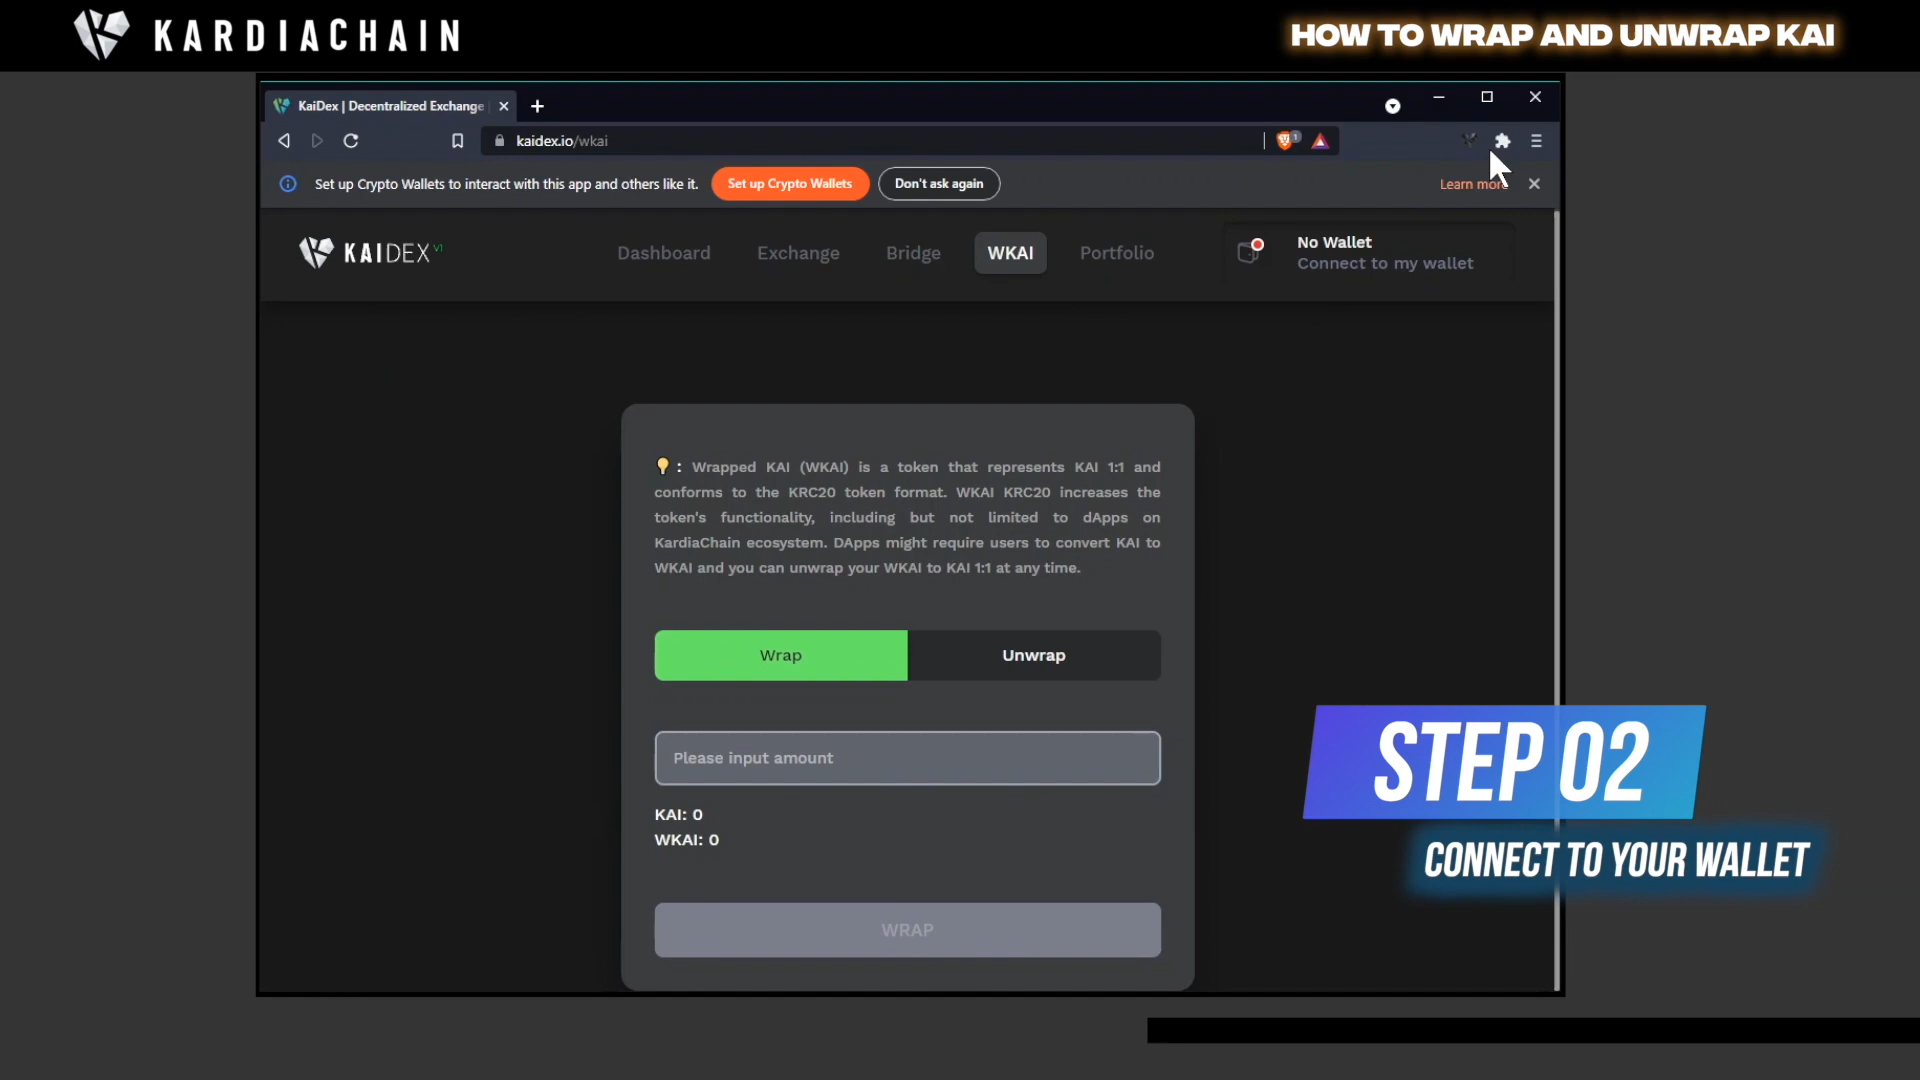 KARDIACHAIN
HOW TO WRAP AND UNWRAP KAI
KaiDex | Decentralized Exchange
kaidex.io/wkai
1
Set up Crypto Wallets to interact with this app and others like it.
Set up Crypto Wallets
Don't ask again
Learn more
KAIDEX V1
Dashboard
Exchange
Bridge
WKAI
Portfolio
No Wallet
Connect to my wallet
: Wrapped KAI (WKAI) is a token that represents KAI 1:1 and
conforms to the KRC20 token format. WKAI KRC20 increases the
token's functionality, including but not limited to dApps on
KardiaChain ecosystem. DApps might require users to convert KAI to
WKAI and you can unwrap your WKAI to KAI 1:1 at any time.
Wrap
Unwrap
Please input amount
KAI: 0
WKAI: 0
WRAP
STEP 02
CONNECT TO YOUR WALLET